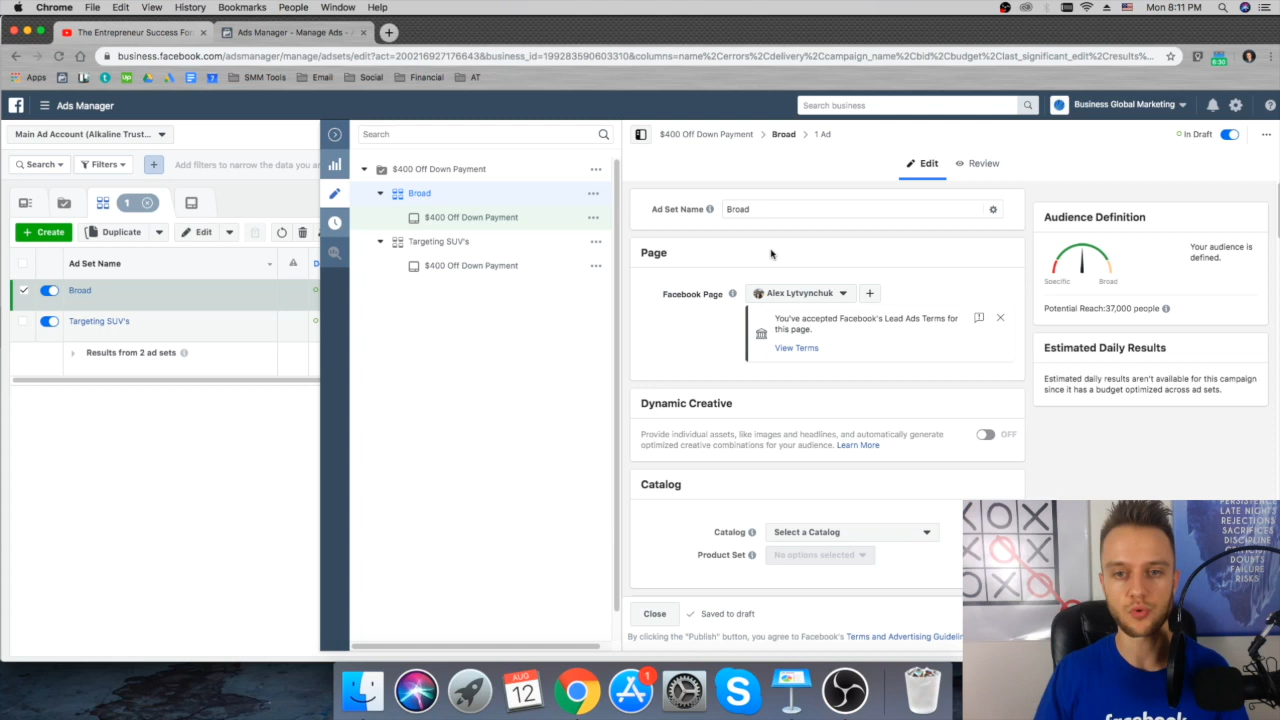 Chrome File Edit View History Bookmarks People Window Help
Mon 8:11 PM
The Entrepreneur Success For
Ads Manager - Manage Ads -
business.facebook.com/adsmanager/manage/adsets/edit?act=200216927176643&business_id=199283590603310&columns=name%2Cerrors%2Cdelivery%2Ccampaign_name%2Cbid%2Cbudget%2Clast_significant_edit%2Cresults%...
6:30
Apps
SMM Tools
Email
Social
Financial
AT
Ads Manager
Search business
Business Global Marketing
Main Ad Account (Alkaline Trust...
Search
$400 Off Down Payment > Broad > 1 Ad
In Draft
Search
Filters
Add filters to narrow the data you a
$400 Off Down Payment
Broad
$400 Off Down Payment
Targeting SUV's
$400 Off Down Payment
1
Create
Duplicate
Edit
Ad Set Name
D
Broad
Targeting SUV's
Results from 2 ad sets
Edit
Review
Ad Set Name
Broad
Page
Facebook Page
Alex Lytvynchuk
You've accepted Facebook's Lead Ads Terms for
this page.
View Terms
Dynamic Creative
Provide individual assets, like images and headlines, and automatically generate
optimized creative combinations for your audience. Learn More
OFF
Catalog
Catalog
Select a Catalog
Product Set
No options selected
Close
Saved to draft
By clicking the "Publish" button, you agree to Facebook's Terms and Advertising Guidelin
Audience Definition
Specific
Broad
Your audience is
defined.
Potential Reach:37,000 people
Estimated Daily Results
Estimated daily results aren't available for this campaign
since it has a budget optimized across ad sets.
LATE NIGHTS
REJECTIONS
SACRIFICES
DISCIPLINE
DOUBTS
FAILURE
RISKS
facebook
AUG
12
1